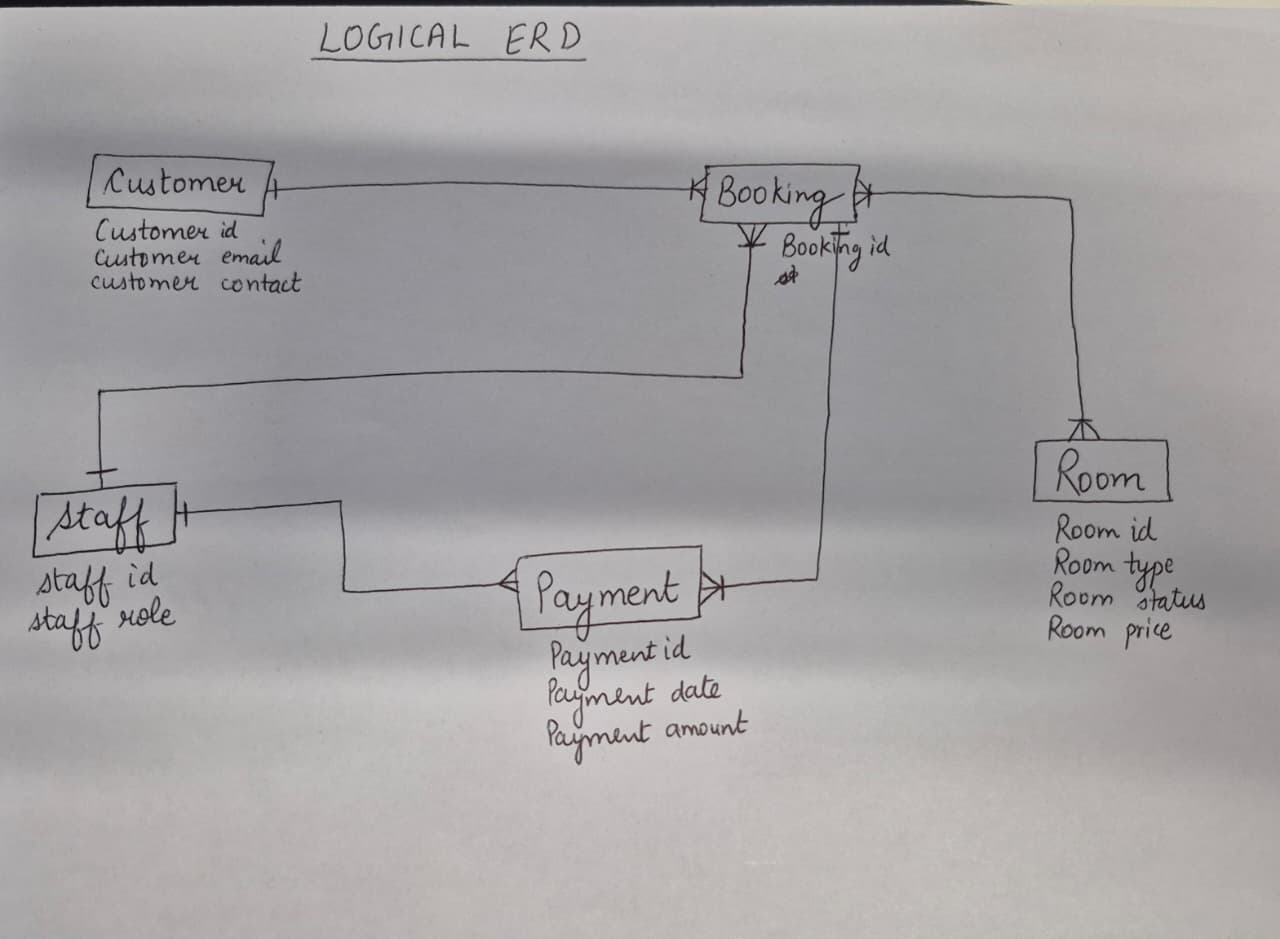 LOGICAL ERD
Customer
Customer id
Customer email
customer contact
Booking
Booking id
Staff
staff id
staff role
Payment
Payment id
Payment date
Payment amount
Room
Room id
Room type
Room status
Room price